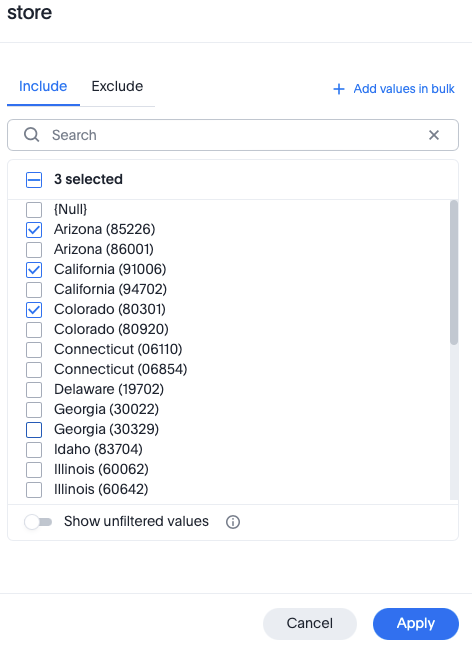 store
Include Exclude + Add values in bulk
Search
3 selected
{Null}
Arizona (85226)
Arizona (86001)
California (91006)
California (94702)
Colorado (80301)
Colorado (80920)
Connecticut (06110)
Connecticut (06854)
Delaware (19702)
Georgia (30022)
Georgia (30329)
Idaho (83704)
Illinois (60062)
Illinois (60642)
Show unfiltered values
Cancel Apply